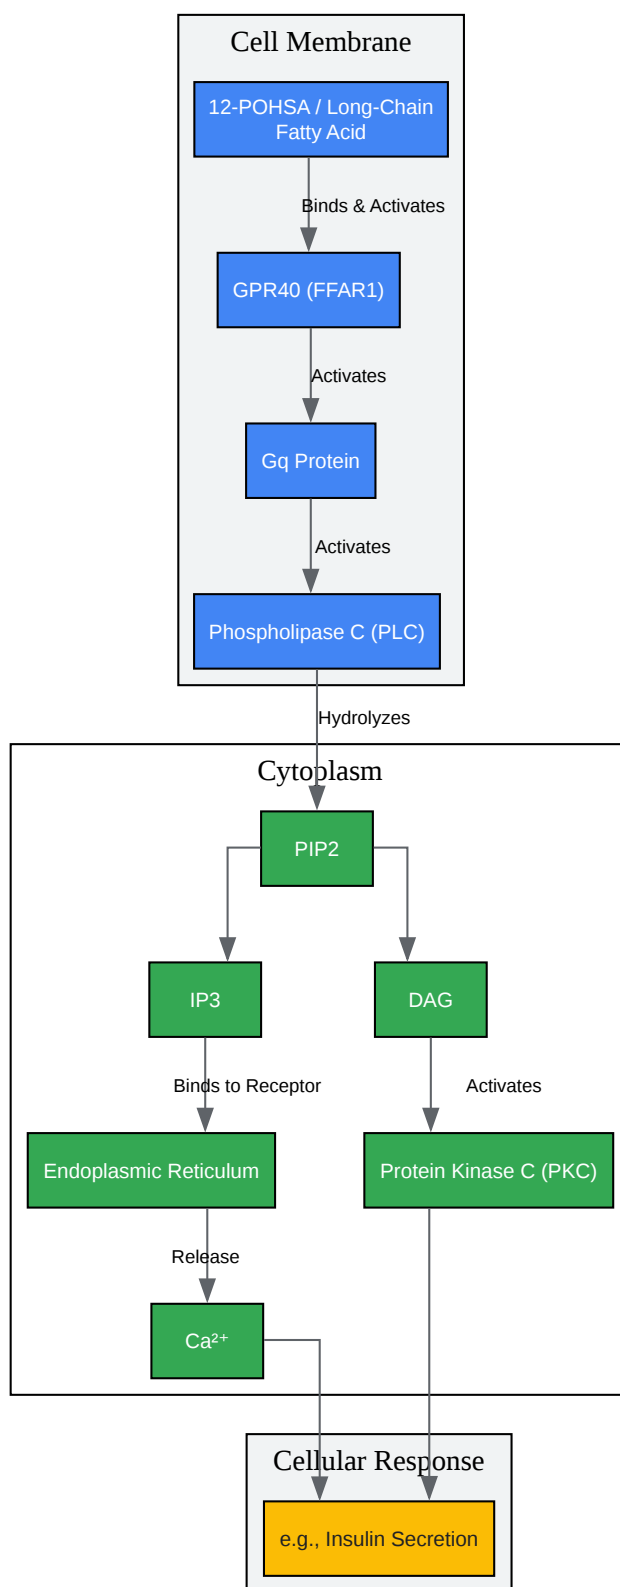 Cell Membrane
12-POHSA / Long-Chain
Fatty Acid
Binds & Activates
GPR40 (FFAR1)
Activates
Gq Protein
Activates
Phospholipase C (PLC)
Hydrolyzes
Cytoplasm
PIP2
IP3
DAG
Binds to Receptor
Activates
Endoplasmic Reticulum
Protein Kinase C (PKC)
Release
Ca²⁺
Cellular Response
e.g., Insulin Secretion